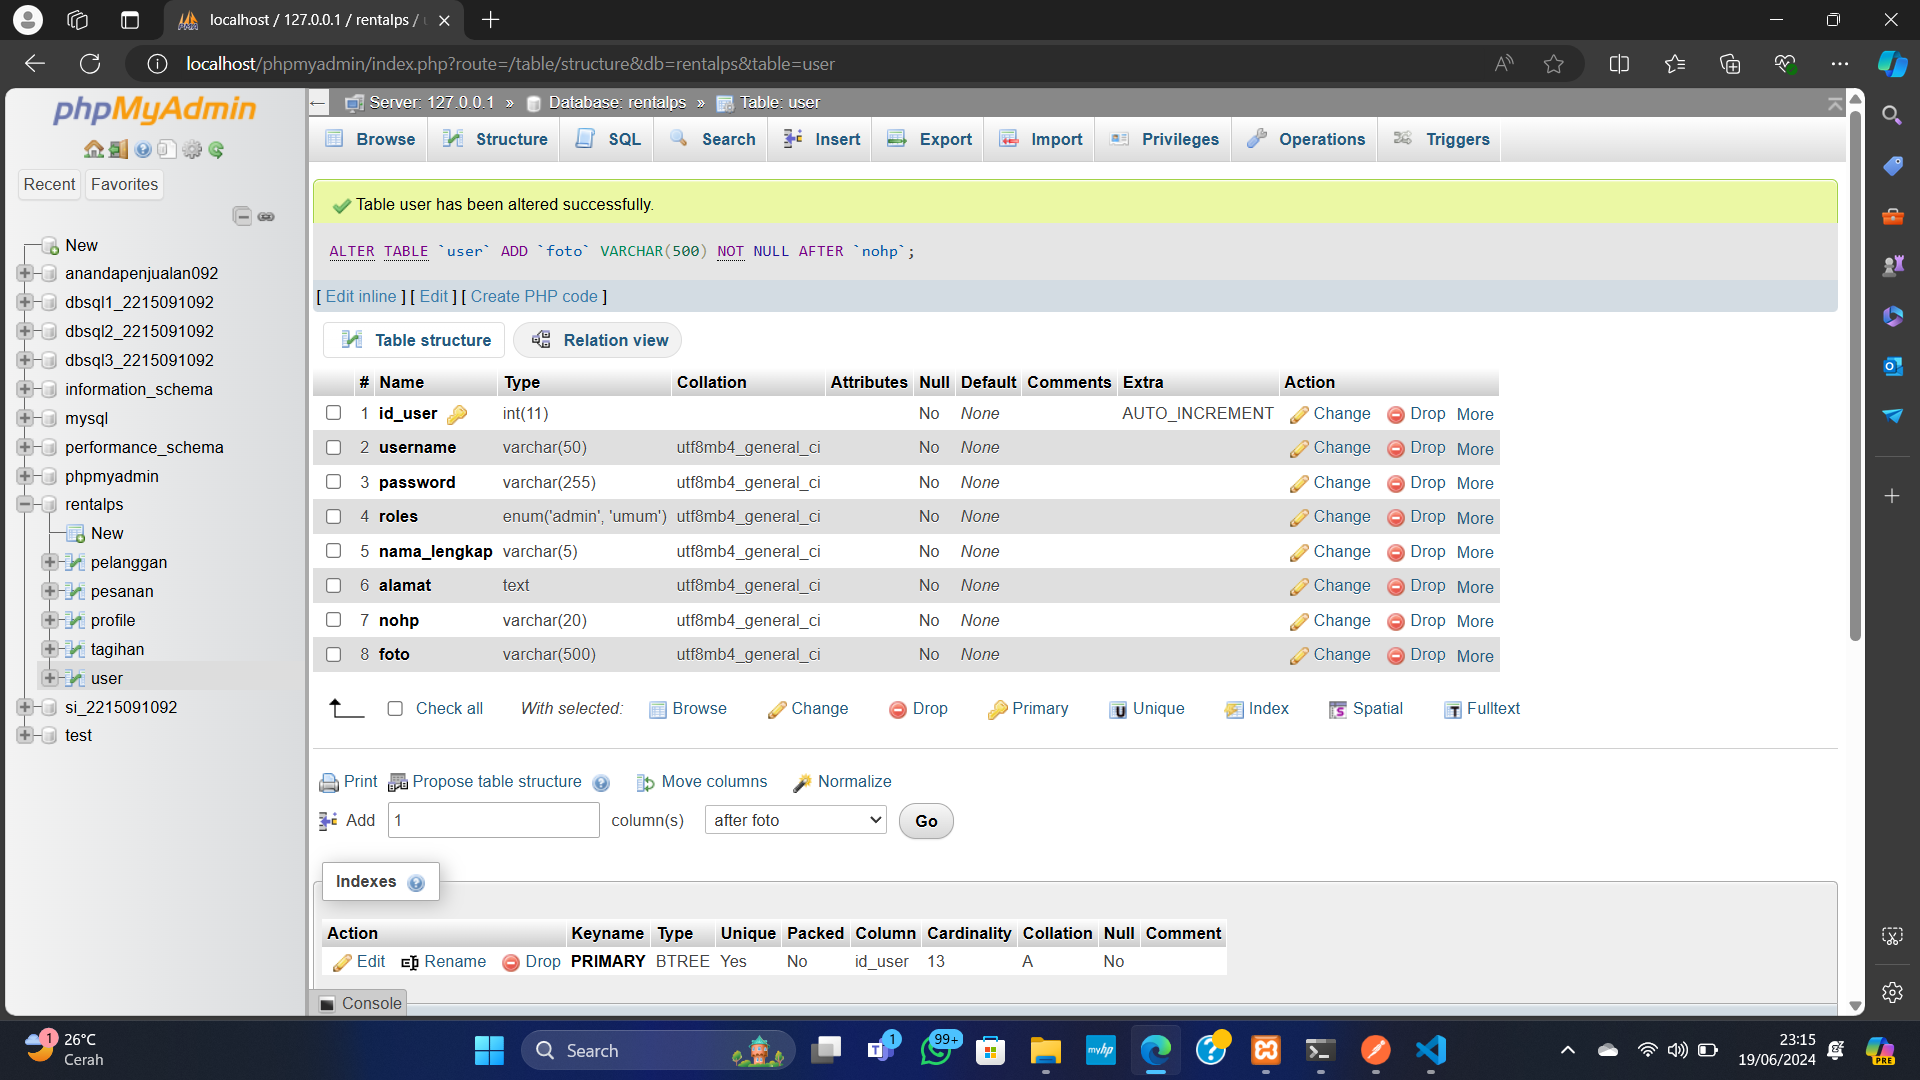 localhost / 127.0.0.1 / rentalps /
localhost/phpmyadmin/index.php?route=/table/structure&db=rentalps&table=user
phpMyAdmin
Recent
Favorites
New
anandapenjualan092
dbsql1_2215091092
dbsql2_2215091092
dbsql3_2215091092
information_schema
mysql
performance_schema
phpmyadmin
rentalps
New
pelanggan
pesanan
profile
tagihan
user
si_2215091092
test
Server: 127.0.0.1 » Database: rentalps » Table: user
Browse Structure SQL Search Insert Export Import Privileges Operations Triggers
Table user has been altered successfully.
ALTER TABLE `user` ADD `foto` VARCHAR(500) NOT NULL AFTER `nohp`;
[ Edit inline ] [ Edit ] [ Create PHP code ]
Table structure Relation view
# Name Type Collation Attributes Null Default Comments Extra Action
1 id_user int(11) No None AUTO_INCREMENT Change Drop More
2 username varchar(50) utf8mb4_general_ci No None Change Drop More
3 password varchar(255) utf8mb4_general_ci No None Change Drop More
4 roles enum('admin', 'umum') utf8mb4_general_ci No None Change Drop More
5 nama_lengkap varchar(5) utf8mb4_general_ci No None Change Drop More
6 alamat text utf8mb4_general_ci No None Change Drop More
7 nohp varchar(20) utf8mb4_general_ci No None Change Drop More
8 foto varchar(500) utf8mb4_general_ci No None Change Drop More
Check all With selected: Browse Change Drop Primary Unique Index Spatial Fulltext
Print Propose table structure Move columns Normalize
Add 1 column(s) after foto Go
Indexes
Action Keyname Type Unique Packed Column Cardinality Collation Null Comment
Edit Rename Drop PRIMARY BTREE Yes No id_user 13 A No
Console
1
26°C
Cerah
Search
1
99+
myhp
23:15
19/06/2024
PRE